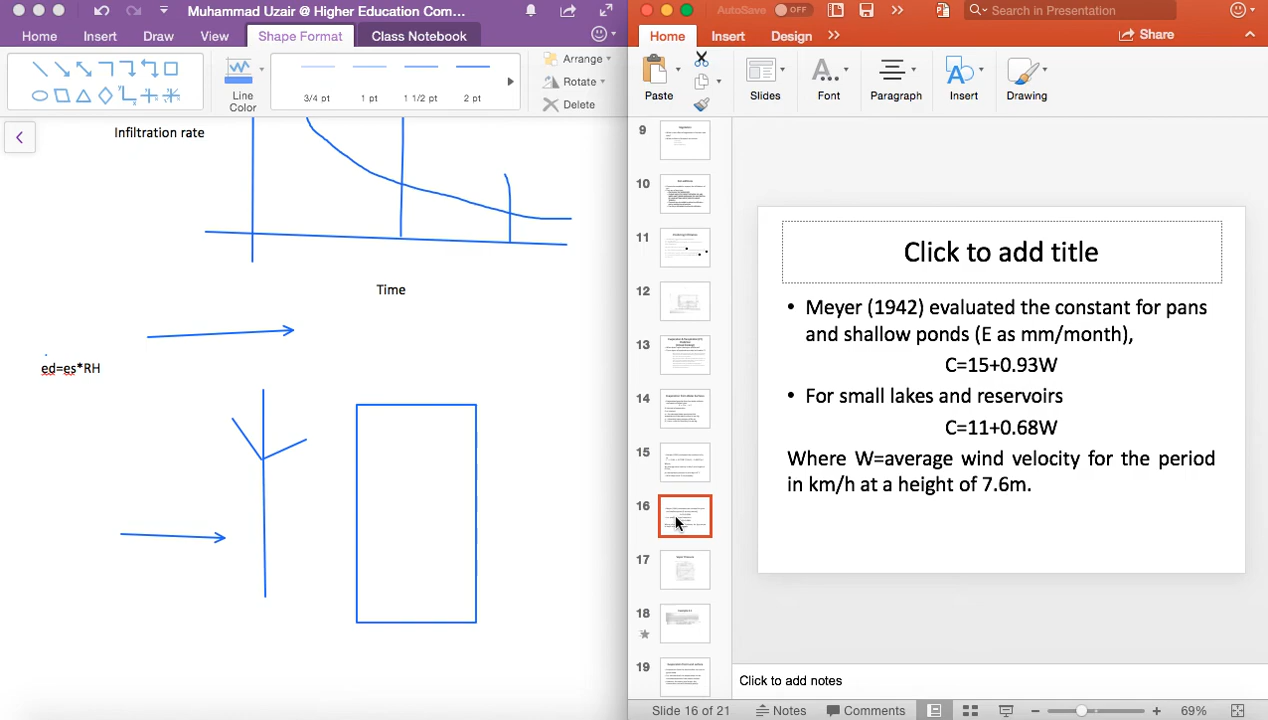 Muhammad Uzair @ Higher Education Com...
Home Insert Draw View Shape Format Class Notebook
Line
Color
3/4 pt 1 pt 1 1/2 pt 2 pt
Arrange
Rotate
Delete
Infiltration rate
Time
ed=es*RH
AutoSave OFF
Search in Presentation
Home Insert Design Share
Paste Slides Font Paragraph Insert Drawing
9
10
11
12
13
14
15
16
17
18
19
Click to add title
• Meyer (1942) evaluated the constant for pans
and shallow ponds (E as mm/month),
C=15+0.93W
• For small lakes and reservoirs
C=11+0.68W
Where W=average wind velocity for the period
in km/h at a height of 7.6m.
Click to add notes
Slide 16 of 21 Notes Comments 69%